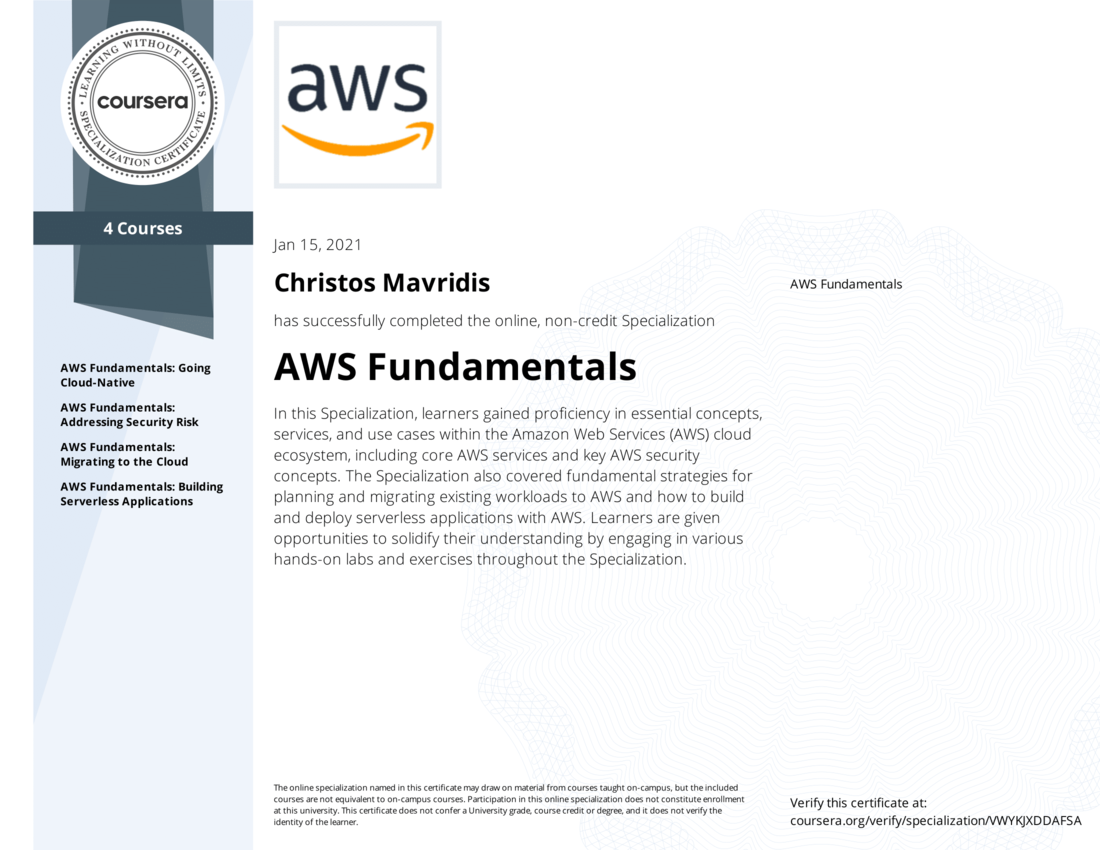 LEARNING WITHOUT LIMITS
coursera
SPECIALIZATION CERTIFICATE
4 Courses
AWS Fundamentals: Going
Cloud-Native
AWS Fundamentals:
Addressing Security Risk
AWS Fundamentals:
Migrating to the Cloud
AWS Fundamentals: Building
Serverless Applications
aws
Jan 15, 2021
Christos Mavridis
has successfully completed the online, non-credit Specialization
AWS Fundamentals
In this Specialization, learners gained proficiency in essential concepts,
services, and use cases within the Amazon Web Services (AWS) cloud
ecosystem, including core AWS services and key AWS security
concepts. The Specialization also covered fundamental strategies for
planning and migrating existing workloads to AWS and how to build
and deploy serverless applications with AWS. Learners are given
opportunities to solidify their understanding by engaging in various
hands-on labs and exercises throughout the Specialization.
AWS Fundamentals
The online specialization named in this certificate may draw on material from courses taught on-campus, but the included
courses are not equivalent to on-campus courses. Participation in this online specialization does not constitute enrollment
at this university. This certificate does not confer a University grade, course credit or degree, and it does not verify the
identity of the learner.
Verify this certificate at:
coursera.org/verify/specialization/VWYKJXDDAFSA